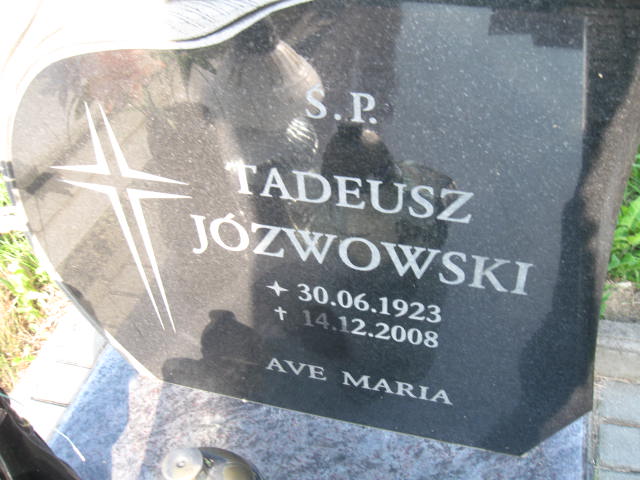 Ś.P.
TADEUSZ
JÓZWOWSKI
30.06.1923
† 14.12.2008
AVE MARIA